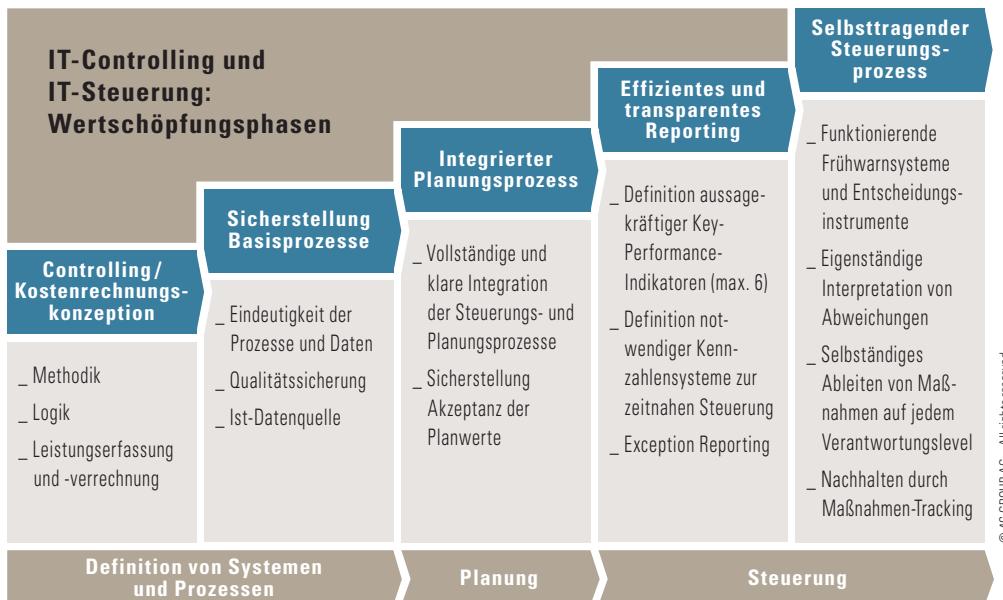 IT-Controlling und
IT-Steuerung:
Wertschöpfungsphasen
Controlling/
Kostenrechnungs-
konzeption
_ Methodik
_ Logik
_ Leistungserfassung
und -verrechnung
Sicherstellung
Basisprozesse
_ Eindeutigkeit der
Prozesse und Daten
_ Qualitätssicherung
_ Ist-Datenquelle
Integrierter
Planungsprozess
_ Vollständige und
klare Integration
der Steuerungs- und
Planungsprozesse
_ Sicherstellung
Akzeptanz der
Planwerte
Effizientes und
transparentes
Reporting
_ Definition aussage-
kräftiger Key-
Performance-
Indikatoren (max. 6)
_ Definition not-
wendiger Kenn-
zahlensysteme zur
zeitnahen Steuerung
_ Exception Reporting
Selbsttragender
Steuerungs-
prozess
_ Funktionierende
Frühwarnsysteme
und Entscheidungs-
instrumente
_ Eigenständige
Interpretation von
Abweichungen
_ Selbständiges
Ableiten von Maß-
nahmen auf jedem
Verantwortungslevel
_ Nachhalten durch
Maßnahmen-Tracking
Definition von Systemen
und Prozessen
Planung
Steuerung